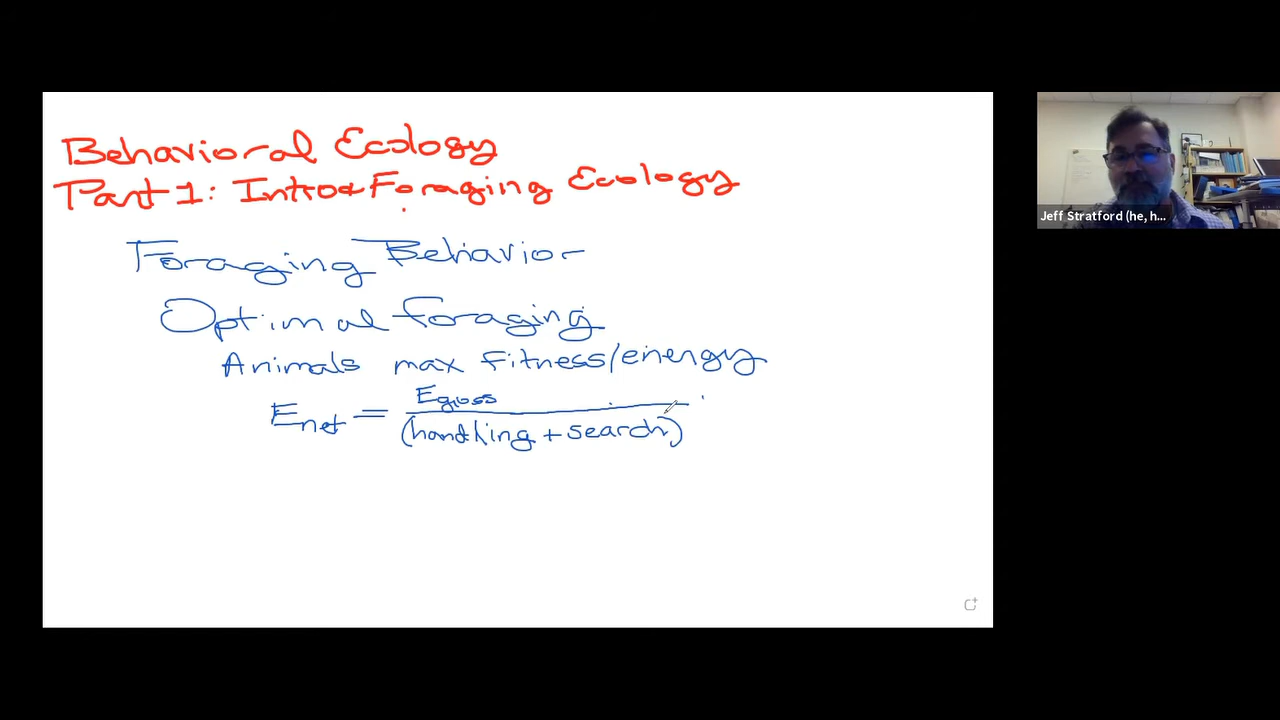 Behavioral Ecology
Part 1: Intro & Foraging Ecology
Foraging Behavior
Optimal foraging
Animals max fitness/energy
Enet = Egross
(handling + search)
Jeff Stratford (he, h...